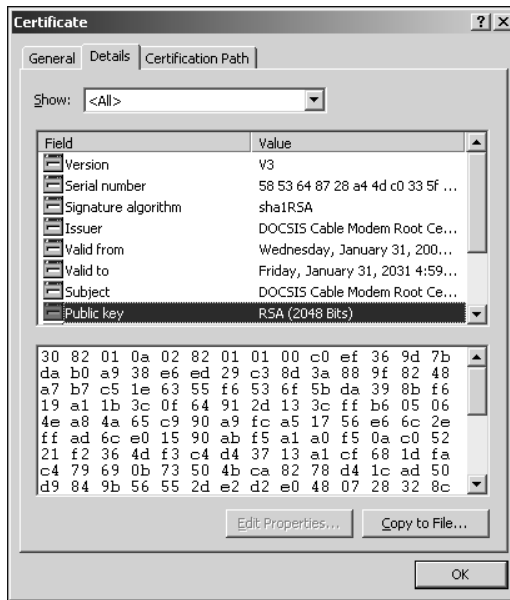 Certificate
General Details Certification Path
Show: <All>
Field Value
Version V3
Serial number 58 53 64 87 28 a4 4d c0 33 5f ...
Signature algorithm sha1RSA
Issuer DOCSIS Cable Modem Root Ce...
Valid from Wednesday, January 31, 200...
Valid to Friday, January 31, 2031 4:59...
Subject DOCSIS Cable Modem Root Ce...
Public key RSA (2048 Bits)
30 82 01 0a 02 82 01 01 00 c0 ef 36 9d 7b
da b0 a9 38 e6 ed 29 c3 8d 3a 88 9f 82 48
a7 b7 c5 1e 63 55 f6 53 6f 5b da 39 8b f6
19 a1 1b 3c 0f 64 91 2d 13 3c ff b6 05 06
4e a8 4a 65 c9 90 a9 fc a5 17 56 e6 6c 2e
ff ad 6c e0 15 90 ab f5 a1 a0 f5 0a c0 52
21 f2 36 4d f3 c4 d4 37 13 a1 cf 68 1d fa
c4 79 69 0b 73 50 4b ca 82 78 d4 1c ad 50
d9 84 9b 56 55 2d e2 d2 e0 48 07 28 32 8c
Edit Properties... Copy to File...
OK